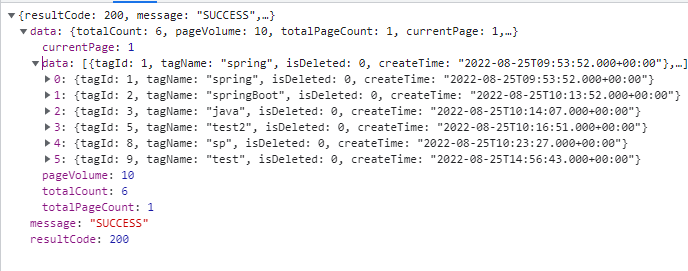 {resultCode: 200, message: "SUCCESS",…}
data: {totalCount: 6, pageVolume: 10, totalPageCount: 1, currentPage: 1,…}
currentPage: 1
data: [{tagId: 1, tagName: "spring", isDeleted: 0, createTime: "2022-08-25T09:53:52.000+00:00"},…]
0: {tagId: 1, tagName: "spring", isDeleted: 0, createTime: "2022-08-25T09:53:52.000+00:00"}
1: {tagId: 2, tagName: "springBoot", isDeleted: 0, createTime: "2022-08-25T10:13:52.000+00:00"}
2: {tagId: 3, tagName: "java", isDeleted: 0, createTime: "2022-08-25T10:14:07.000+00:00"}
3: {tagId: 5, tagName: "test2", isDeleted: 0, createTime: "2022-08-25T10:16:51.000+00:00"}
4: {tagId: 8, tagName: "sp", isDeleted: 0, createTime: "2022-08-25T10:23:27.000+00:00"}
5: {tagId: 9, tagName: "test", isDeleted: 0, createTime: "2022-08-25T14:56:43.000+00:00"}
pageVolume: 10
totalCount: 6
totalPageCount: 1
message: "SUCCESS"
resultCode: 200